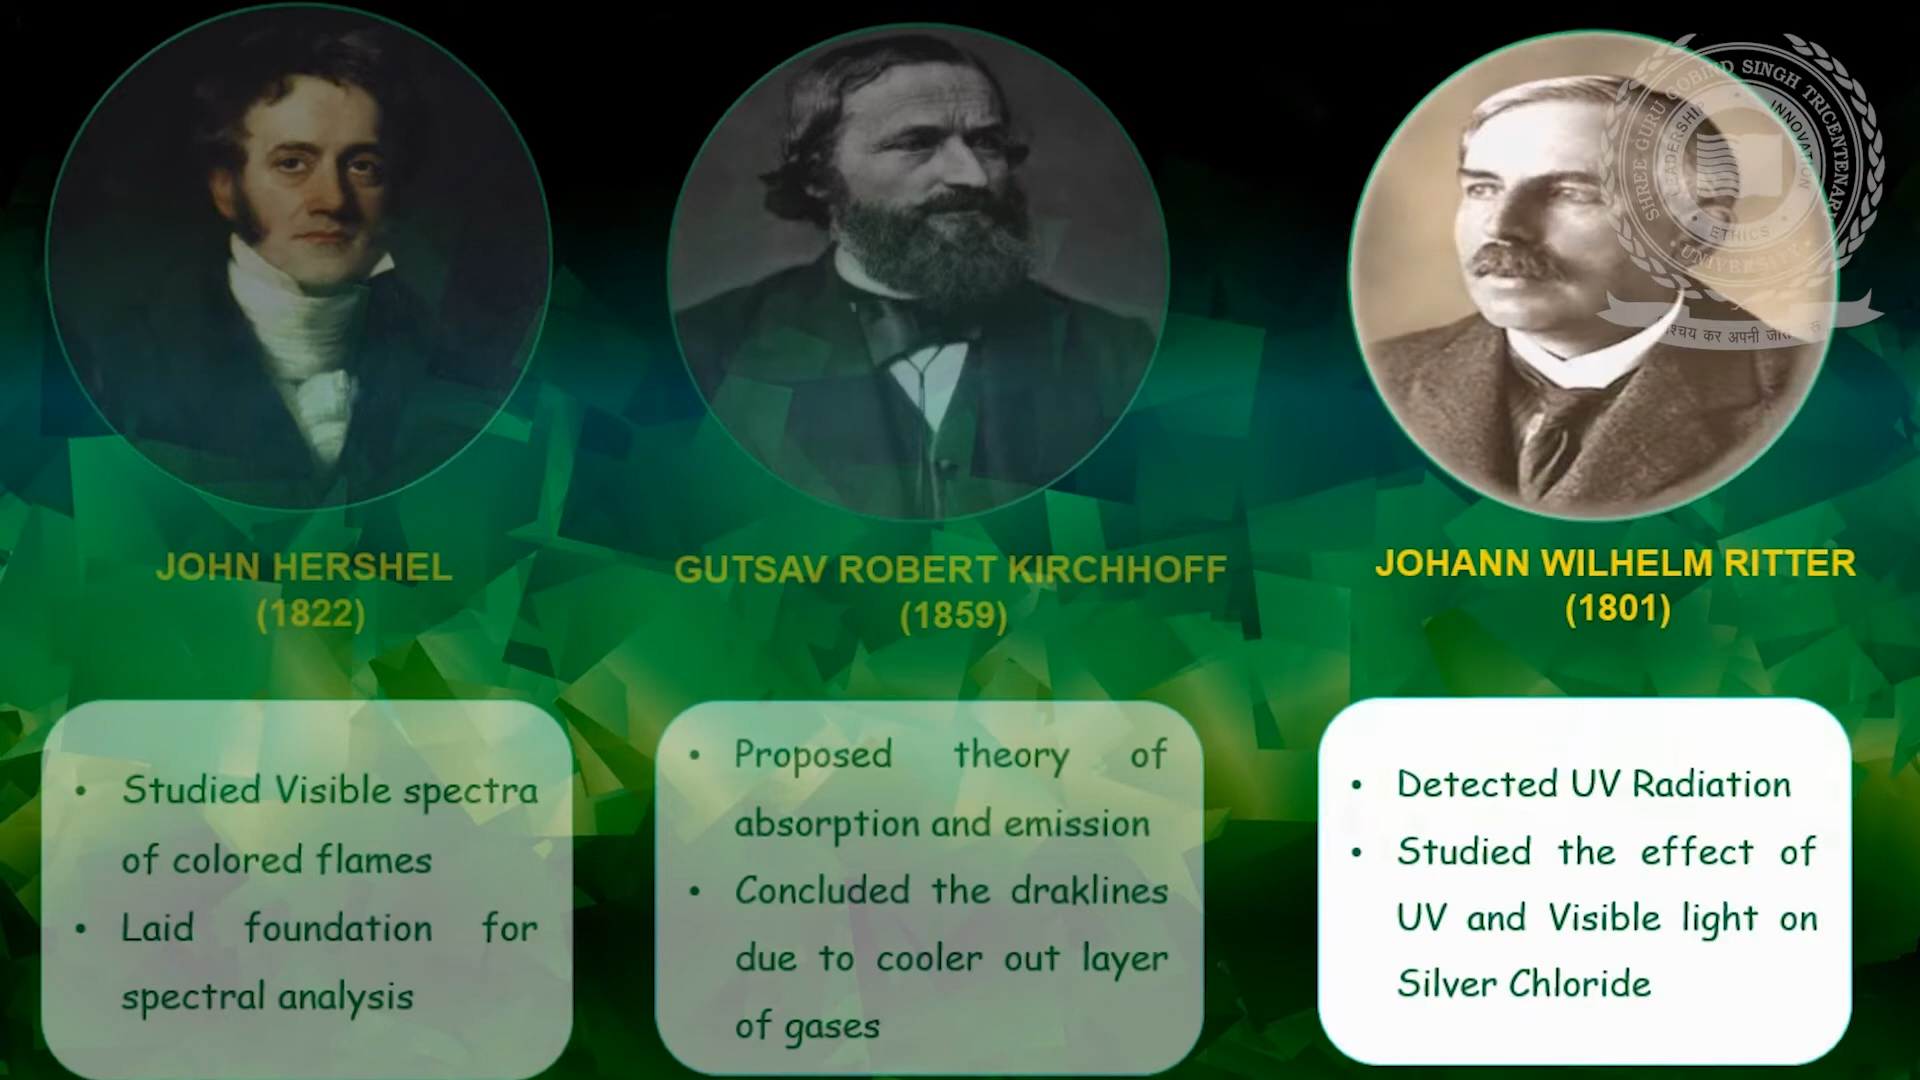 SHREE GURU GOBIND SINGH TRICENTENARY
UNIVERSITY
LEADERSHIP
INNOVATION
ETHICS
कर अपनी
JOHN HERSHEL
(1822)
GUTSAV ROBERT KIRCHHOFF
(1859)
JOHANN WILHELM RITTER
(1801)
• Studied Visible spectra
of colored flames
• Laid foundation for
spectral analysis
• Proposed theory of
absorption and emission
• Concluded the draklines
due to cooler out layer
of gases
• Detected UV Radiation
• Studied the effect of
UV and Visible light on
Silver Chloride